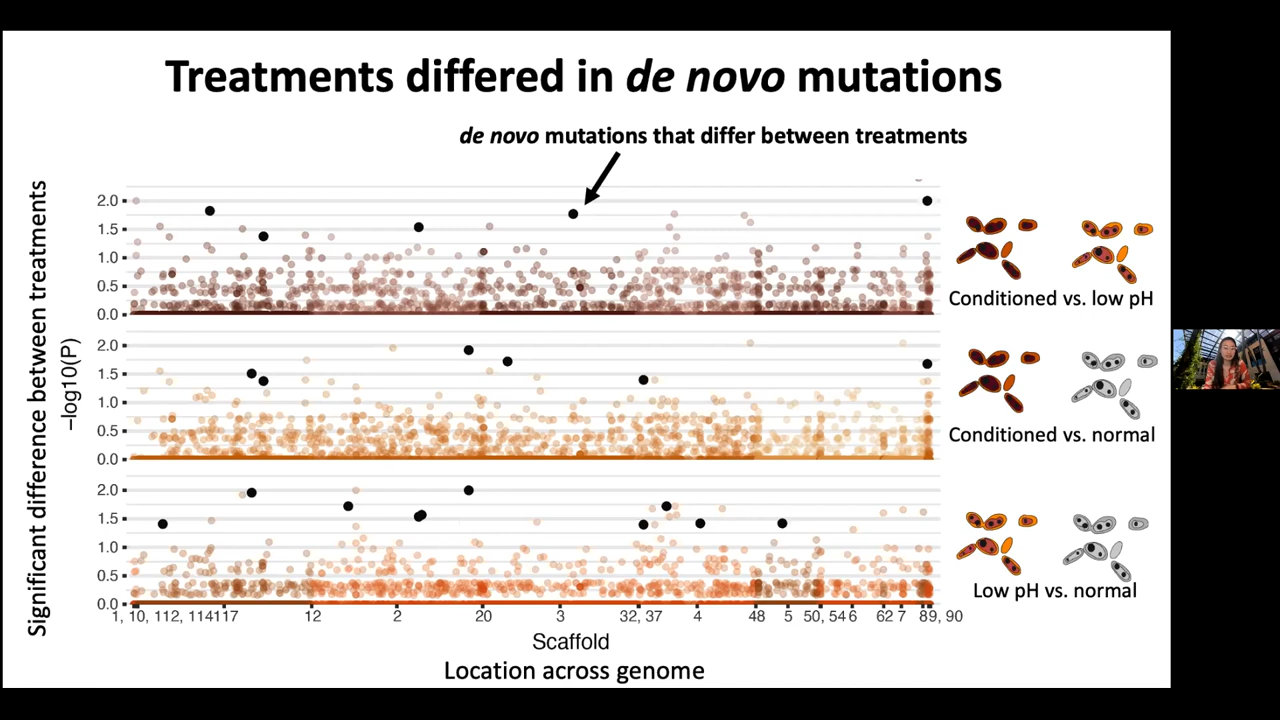 Treatments differed in de novo mutations
de novo mutations that differ between treatments
Significant difference between treatments
–log10(P)
2.0
1.5
1.0
0.5
0.0
Conditioned vs. low pH
2.0
1.5
1.0
0.5
0.0
Conditioned vs. normal
2.0
1.5
1.0
0.5
0.0
Low pH vs. normal
1, 10, 112, 114117 12 2 20 3 32, 37 4 48 5 50, 54 6 62 7 89, 90
Scaffold
Location across genome